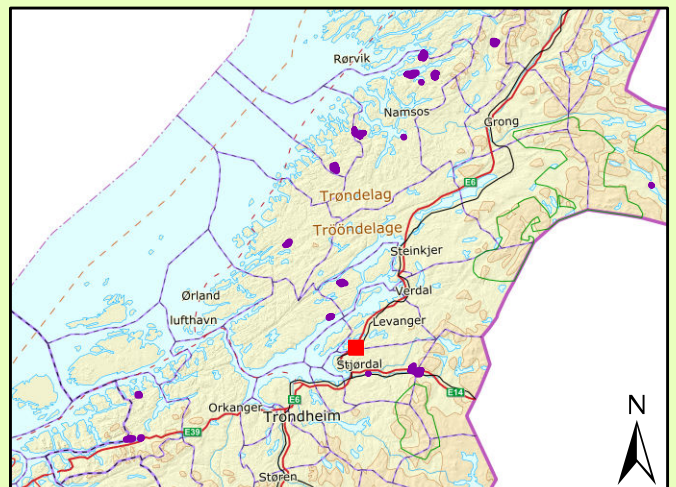 Rørvik
Namsos
Grong
E6
Trøndelag
Trööndelage
Steinkjer
Verdal
Ørland
lufthavn
Levanger
Stjørdal
E14
Orkanger
E6
Trondheim
E39
Støren
N